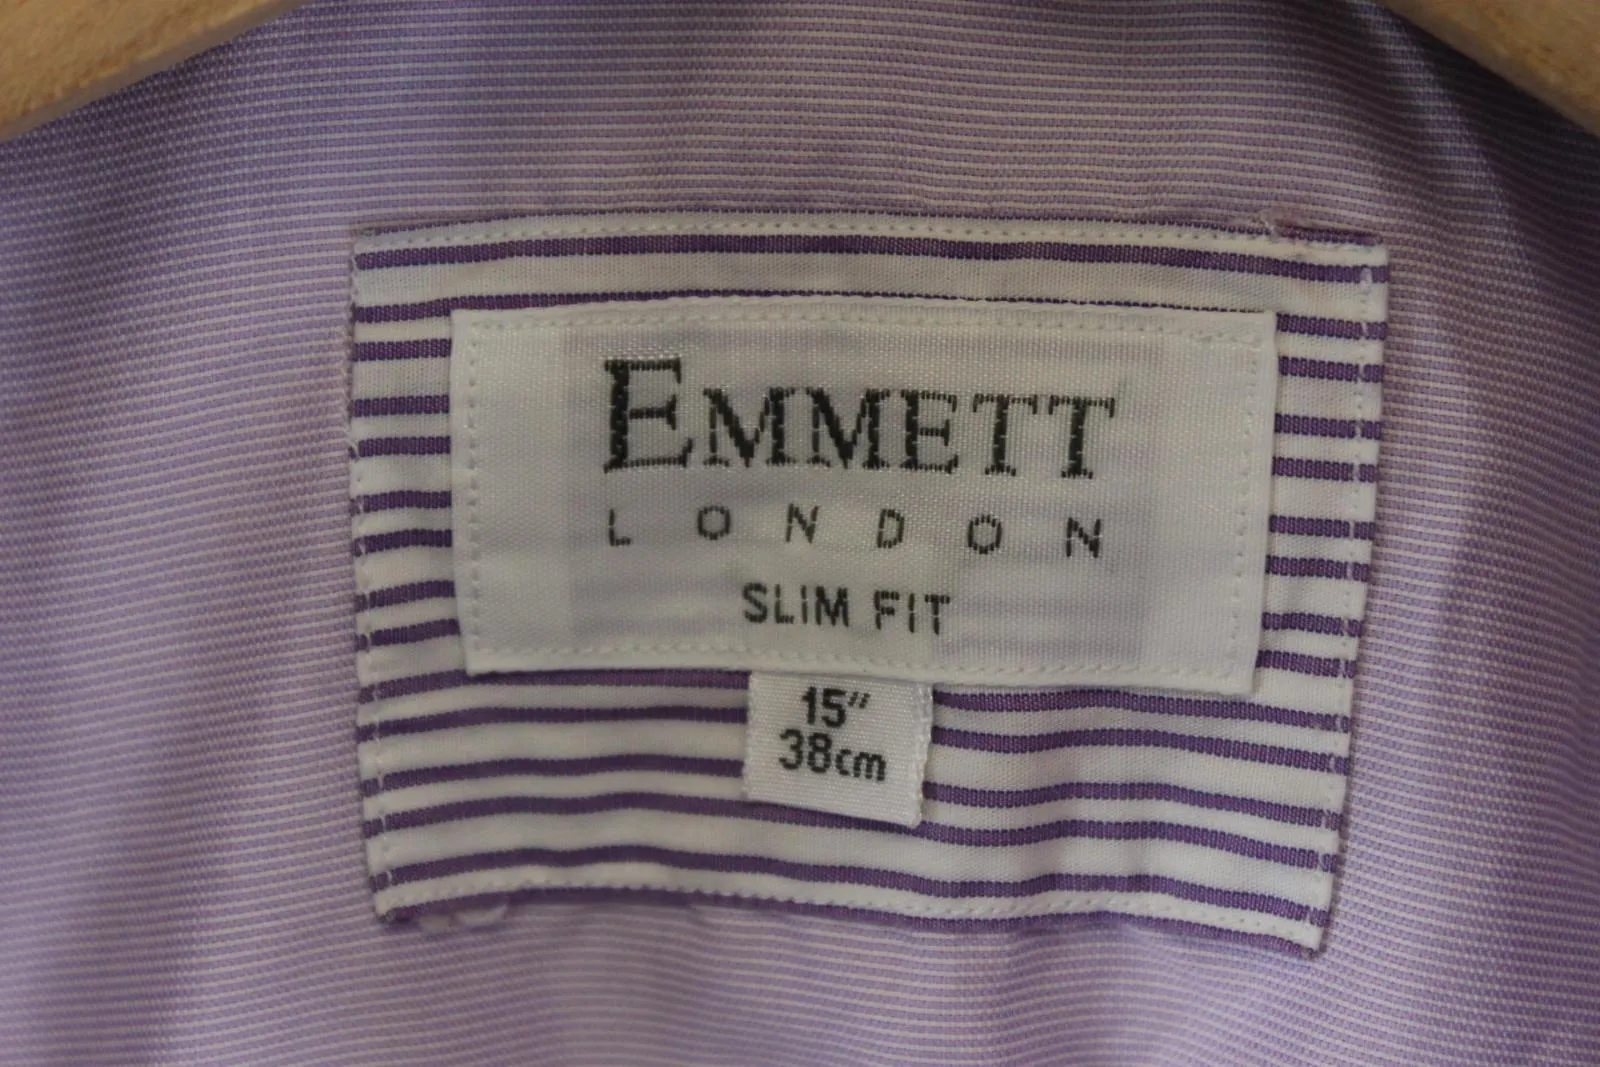 EMMETT
LONDON
SLIM FIT
15"
38cm